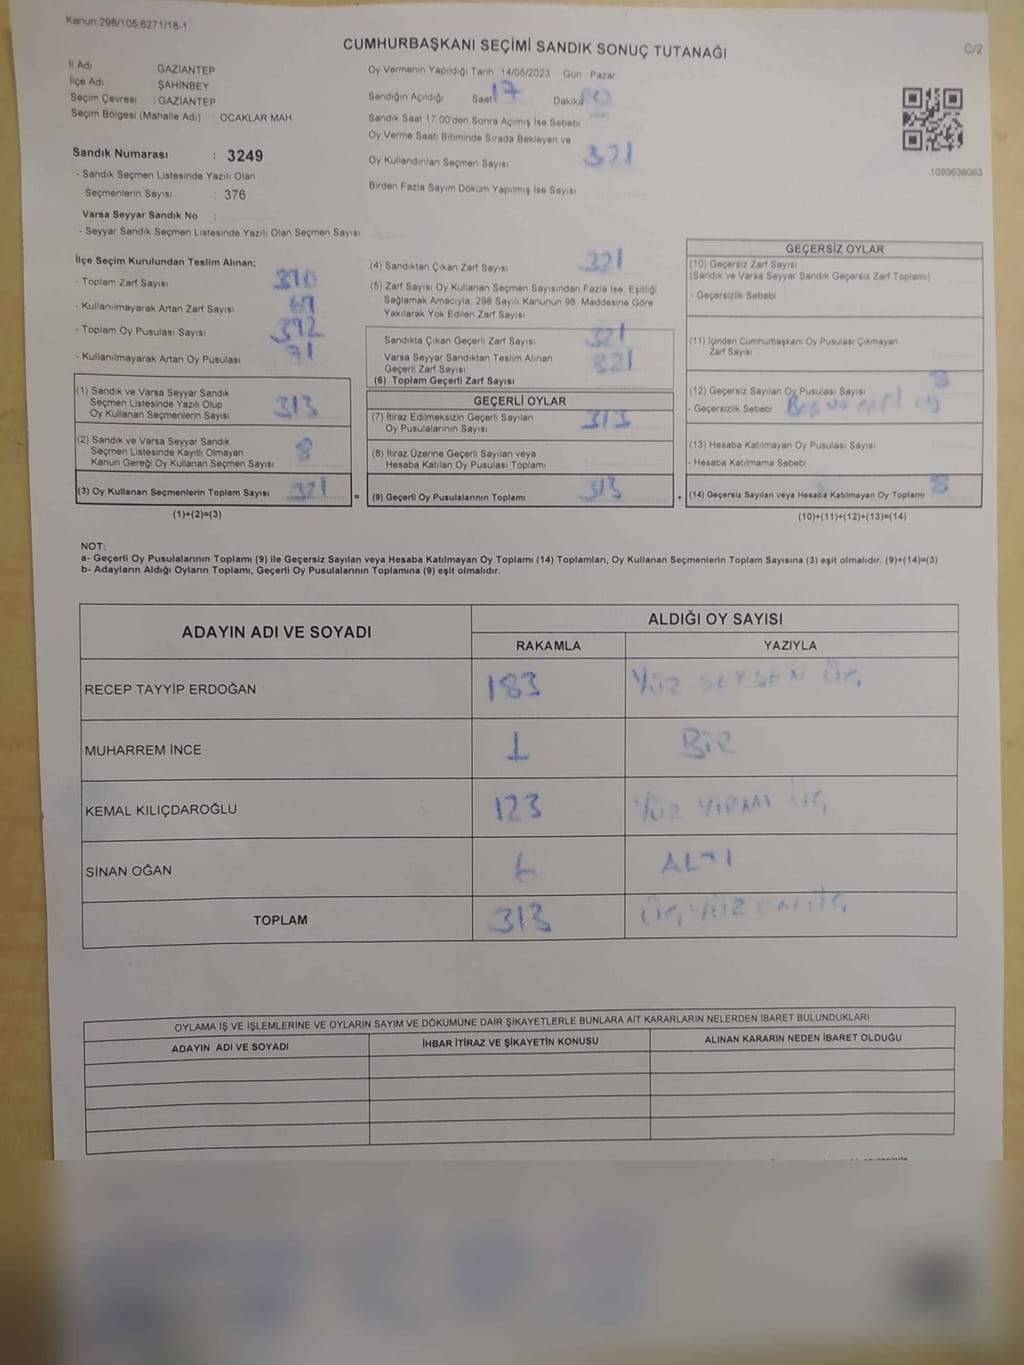 Kanun 298/105,6271/18-1
C/2
CUMHURBAŞKANI SEÇİMİ SANDIK SONUÇ TUTANAĞI
İl Adı GAZİANTEP
İlçe Adı ŞAHİNBEY
Seçim Çevresi : GAZİANTEP
Seçim Bölgesi (Mahalle Adı) : OCAKLAR MAH.
Sandık Numarası : 3249
- Sandık Seçmen Listesinde Yazılı Olan
Seçmenlerin Sayısı : 376
Varsa Seyyar Sandık No :
- Seyyar Sandık Seçmen Listesinde Yazılı Olan Seçmen Sayısı
Oy Vermenin Yapıldığı Tarih 14/05/2023 Gün Pazar
Sandığın Açıldığı Saat 17 Dakika
Sandık Saat 17:00'den Sonra Açılmış İse Sebebi
Oy Verme Saati Bitiminde Sırada Bekleyen ve
Oy Kullandırılan Seçmen Sayısı 321
Birden Fazla Sayım Döküm Yapılmış İse Sayısı
1093638063
İlçe Seçim Kurulundan Teslim Alınan;
- Toplam Zarf Sayısı
- Kullanılmayarak Artan Zarf Sayısı
- Toplam Oy Pusulası Sayısı 392
- Kullanılmayarak Artan Oy Pusulası 71
(1) Sandık ve Varsa Seyyar Sandık
Seçmen Listesinde Yazılı Olup
Oy Kullanan Seçmenlerin Sayısı 313
(2) Sandık ve Varsa Seyyar Sandık
Seçmen Listesinde Kayıtlı Olmayan
Kanun Gereği Oy Kullanan Seçmen Sayısı 8
(3) Oy Kullanan Seçmenlerin Toplam Sayısı 321 =
(1)+(2)=(3)
(4) Sandıktan Çıkan Zarf Sayısı 321
(5) Zarf Sayısı Oy Kullanan Seçmen Sayısından Fazla İse, Eşitliği
Sağlamak Amacıyla, 298 Sayılı Kanunun 98. Maddesine Göre
Yakılarak Yok Edilen Zarf Sayısı
Sandıkta Çıkan Geçerli Zarf Sayısı 321
Varsa Seyyar Sandıktan Teslim Alınan
Geçerli Zarf Sayısı
(6) Toplam Geçerli Zarf Sayısı 321
GEÇERLİ OYLAR
(7) İtiraz Edilmeksizin Geçerli Sayılan
Oy Pusulalarının Sayısı 313
(8) İtiraz Üzerine Geçerli Sayılan veya
Hesaba Katılan Oy Pusulası Toplamı
(9) Geçerli Oy Pusulalarının Toplamı 313 +
GEÇERSİZ OYLAR
(10) Geçersiz Zarf Sayısı
(Sandık ve Varsa Seyyar Sandık Geçersiz Zarf Toplamı)
- Geçersizlik Sebebi
(11) İçinden Cumhurbaşkanı Oy Pusulası Çıkmayan
Zarf Sayısı
(12) Geçersiz Sayılan Oy Pusulası Sayısı 8
- Geçersizlik Sebebi
(13) Hesaba Katılmayan Oy Pusulası Sayısı
- Hesaba Katılmama Sebebi
(14) Geçersiz Sayılan veya Hesaba Katılmayan Oy Toplamı 8
(10)+(11)+(12)+(13)=(14)
NOT:
a- Geçerli Oy Pusulalarının Toplamı (9) ile Geçersiz Sayılan veya Hesaba Katılmayan Oy Toplamı (14) Toplamları, Oy Kullanan Seçmenlerin Toplam Sayısına (3) eşit olmalıdır. (9)+(14)=(3)
b- Adayların Aldığı Oyların Toplamı, Geçerli Oy Pusulalarının Toplamına (9) eşit olmalıdır.
ADAYIN ADI VE SOYADI ALDIĞI OY SAYISI
RAKAMLA YAZIYLA
RECEP TAYYİP ERDOĞAN 183 YÜZ SEKSEN ÜÇ
MUHARREM İNCE 1 BİR
KEMAL KILIÇDAROĞLU 123 YÜZ YİRMİ ÜÇ
SİNAN OĞAN 6 ALTI
TOPLAM 313 ÜÇ YÜZ
OYLAMA İŞ VE İŞLEMLERİNE VE OYLARIN SAYIM VE DÖKÜMÜNE DAİR ŞİKAYETLERLE BUNLARA AİT KARARLARIN NELERDEN İBARET BULUNDUKLARI
ADAYIN ADI VE SOYADI İHBAR İTİRAZ VE ŞİKAYETİN KONUSU ALINAN KARARIN NEDEN İBARET OLDUĞU